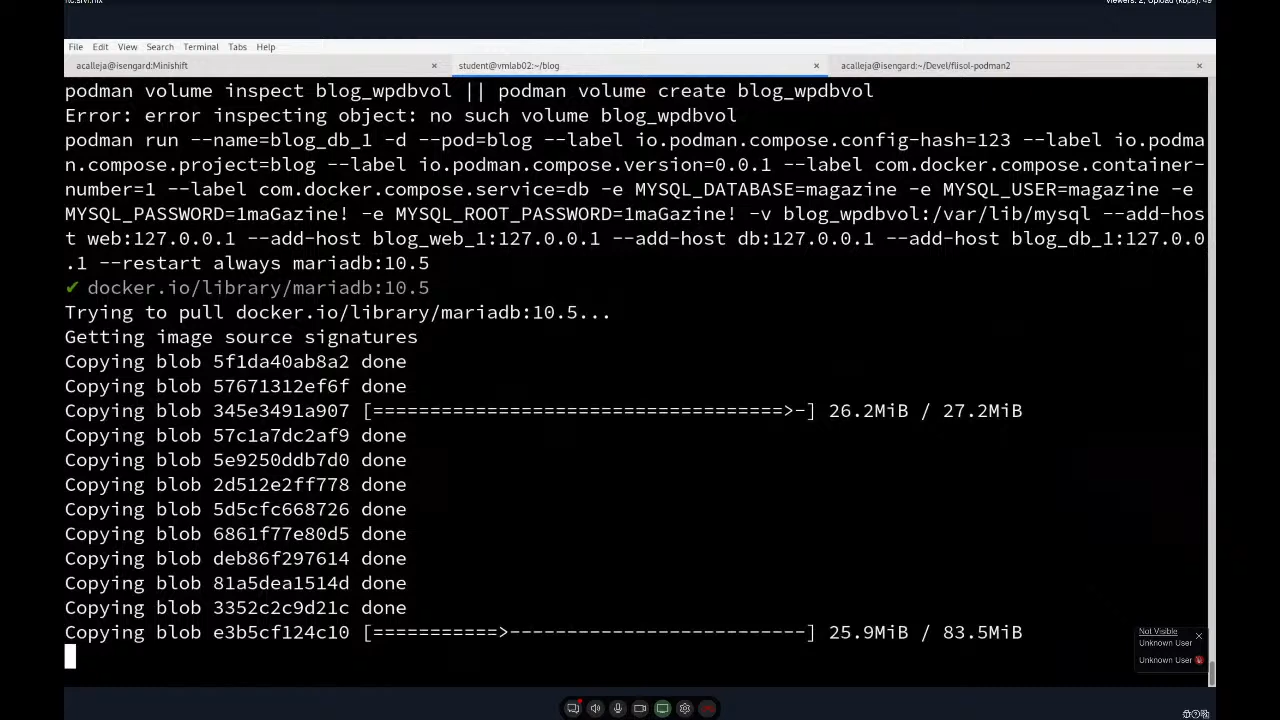 Viewers: 2, Upload (kbps): 49
File Edit View Search Terminal Tabs Help
acalleja@isengard:Minishift × student@vmlab02:~/blog × acalleja@isengard:~/Devel/flisol-podman2 ×
podman volume inspect blog_wpdbvol || podman volume create blog_wpdbvol
Error: error inspecting object: no such volume blog_wpdbvol
podman run --name=blog_db_1 -d --pod=blog --label io.podman.compose.config-hash=123 --label io.podma
n.compose.project=blog --label io.podman.compose.version=0.0.1 --label com.docker.compose.container-
number=1 --label com.docker.compose.service=db -e MYSQL_DATABASE=magazine -e MYSQL_USER=magazine -e
MYSQL_PASSWORD=1maGazine! -e MYSQL_ROOT_PASSWORD=1maGazine! -v blog_wpdbvol:/var/lib/mysql --add-hos
t web:127.0.0.1 --add-host blog_web_1:127.0.0.1 --add-host db:127.0.0.1 --add-host blog_db_1:127.0.0
.1 --restart always mariadb:10.5
✔ docker.io/library/mariadb:10.5
Trying to pull docker.io/library/mariadb:10.5...
Getting image source signatures
Copying blob 5f1da40ab8a2 done
Copying blob 57671312ef6f done
Copying blob 345e3491a907 [====================================>-] 26.2MiB / 27.2MiB
Copying blob 57c1a7dc2af9 done
Copying blob 5e9250ddb7d0 done
Copying blob 2d512e2ff778 done
Copying blob 5d5cfc668726 done
Copying blob 6861f77e80d5 done
Copying blob deb86f297614 done
Copying blob 81a5dea1514d done
Copying blob 3352c2c9d21c done
Copying blob e3b5cf124c10 [===========>--------------------------] 25.9MiB / 83.5MiB
Not Visible ×
Unknown User
Unknown User